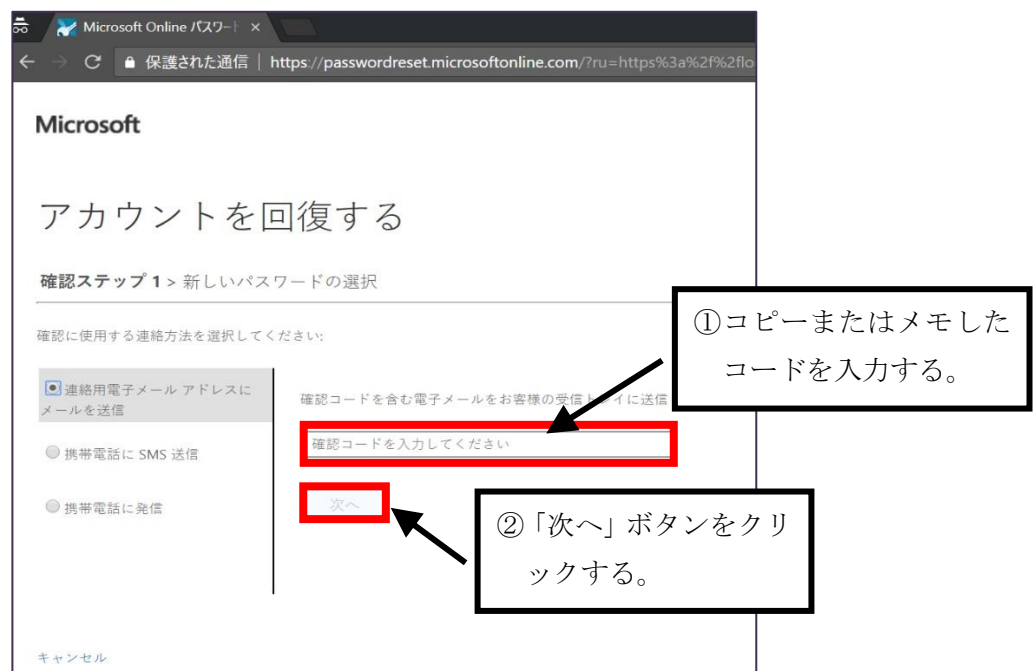 Microsoft Online パスワード ×
保護された通信 | https://passwordreset.microsoftonline.com/?ru=https%3a%2f%2flo
Microsoft
アカウントを回復する
確認ステップ 1 > 新しいパスワードの選択
確認に使用する連絡方法を選択してください:
①コピーまたはメモした
コードを入力する。
連絡用電子メール アドレスに
メールを送信
確認コードを含む電子メールをお客様の受信トレイに送信
確認コードを入力してください
携帯電話に SMS 送信
次へ
携帯電話に発信
②「次へ」ボタンをクリ
ックする。
キャンセル